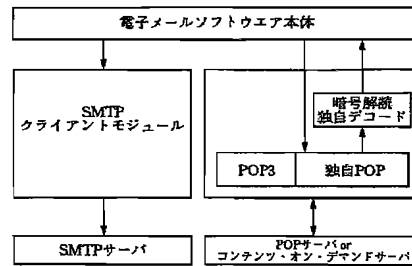 電子メールソフトウエア本体
SMTP
クライアントモジュール
暗号解読
独自デコード
POP3
独自POP
SMTPサーバ
POPサーバ or
コンテンツ・オン・デマンドサーバ